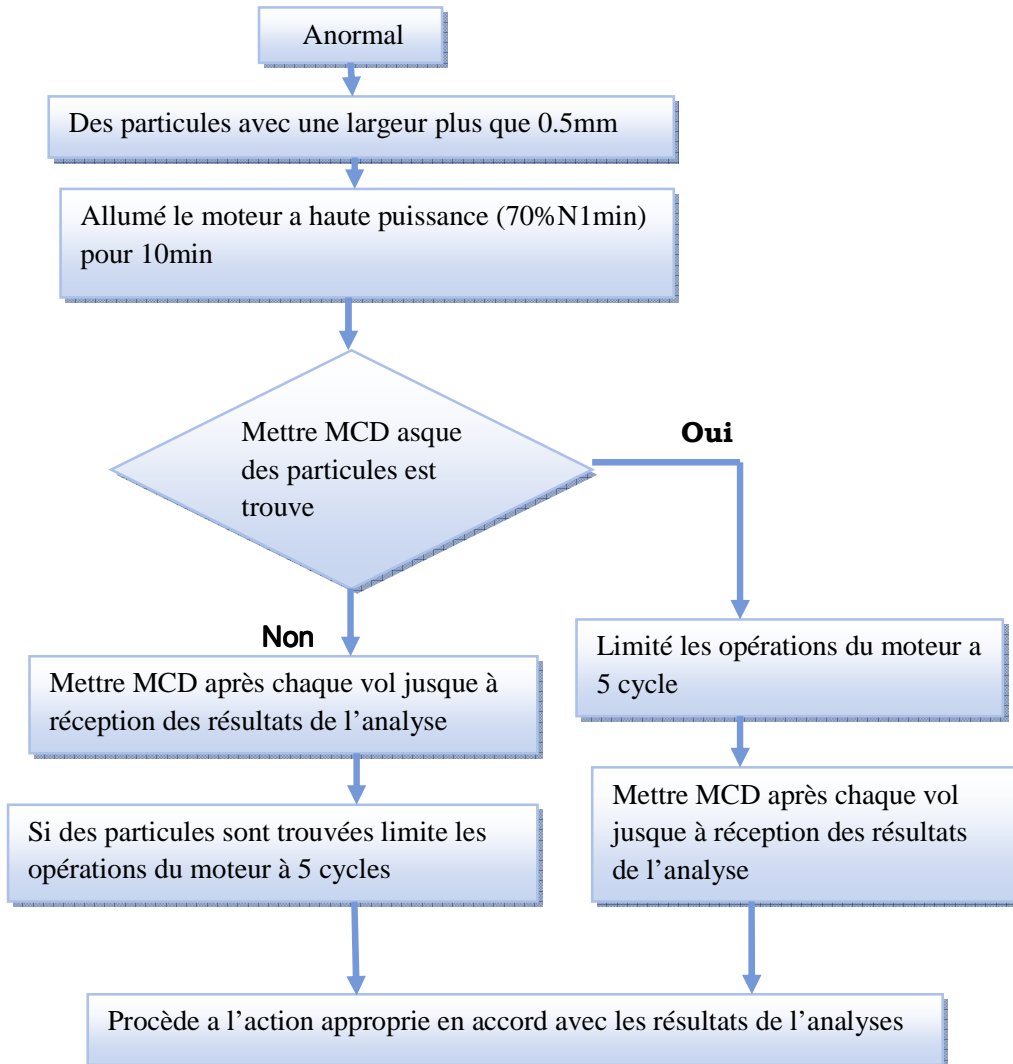 Anormal
Des particules avec une largeur plus que 0.5mm
Allumé le moteur a haute puissance (70%N1min)
pour 10min
Mettre MCD asque
des particules est
trouve
Oui
Non
Limité les opérations du moteur a
5 cycle
Mettre MCD après chaque vol jusque à
réception des résultats de l’analyse
Mettre MCD après chaque vol
jusque à réception des résultats
de l’analyse
Si des particules sont trouvées limite les
opérations du moteur à 5 cycles
Procède a l’action approprie en accord avec les résultats de l’analyses